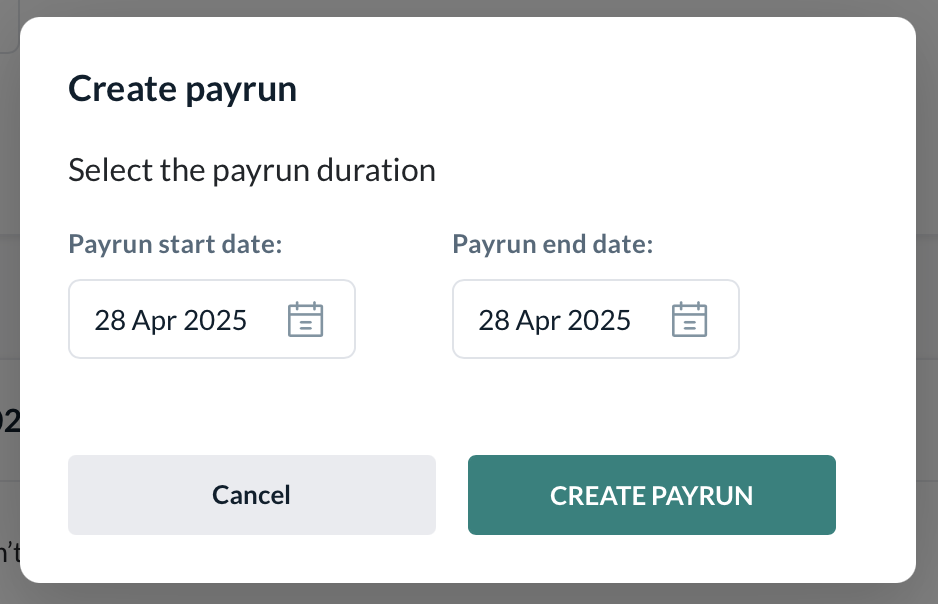 Create payrun
Select the payrun duration
Payrun start date: Payrun end date:
28 Apr 2025 28 Apr 2025
Cancel CREATE PAYRUN